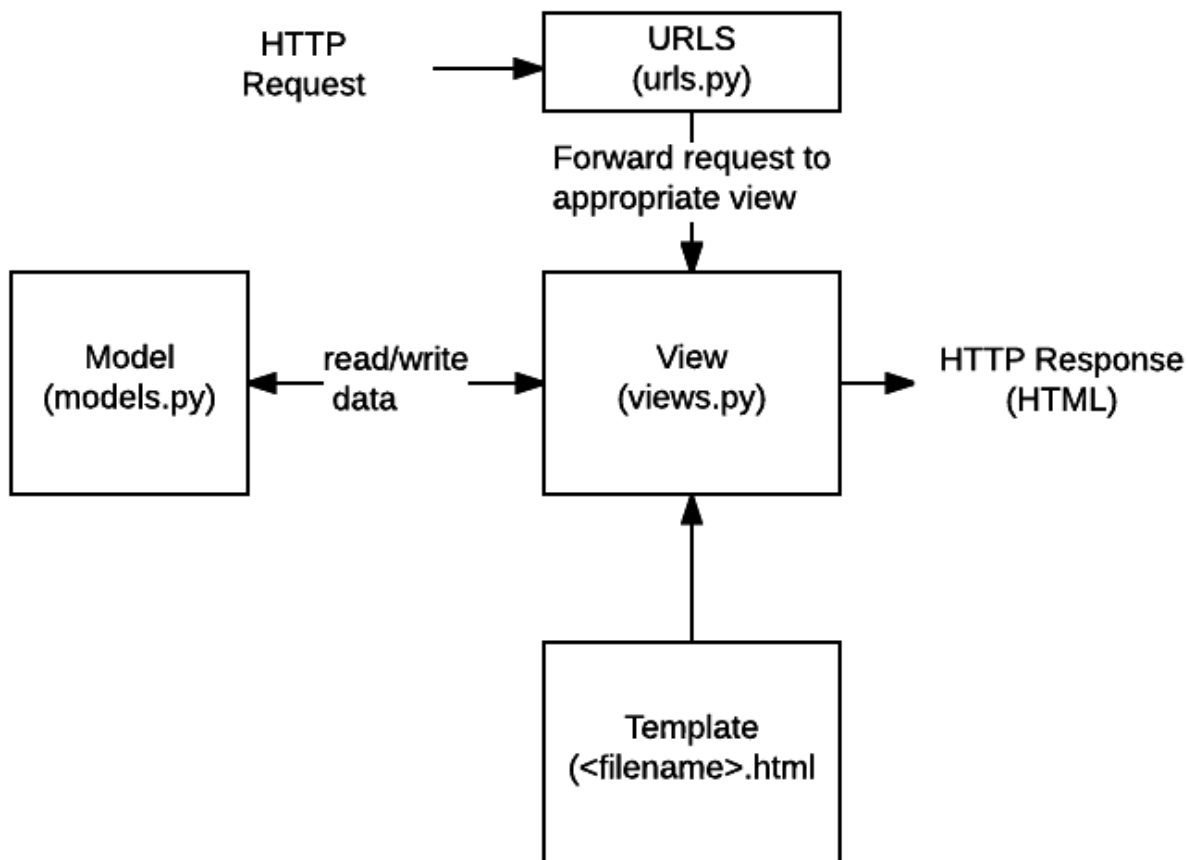 HTTP
Request
URLS
(urls.py)
Forward request to
appropriate view
Model
(models.py)
read/write
data
View
(views.py)
HTTP Response
(HTML)
Template
(<filename>.html